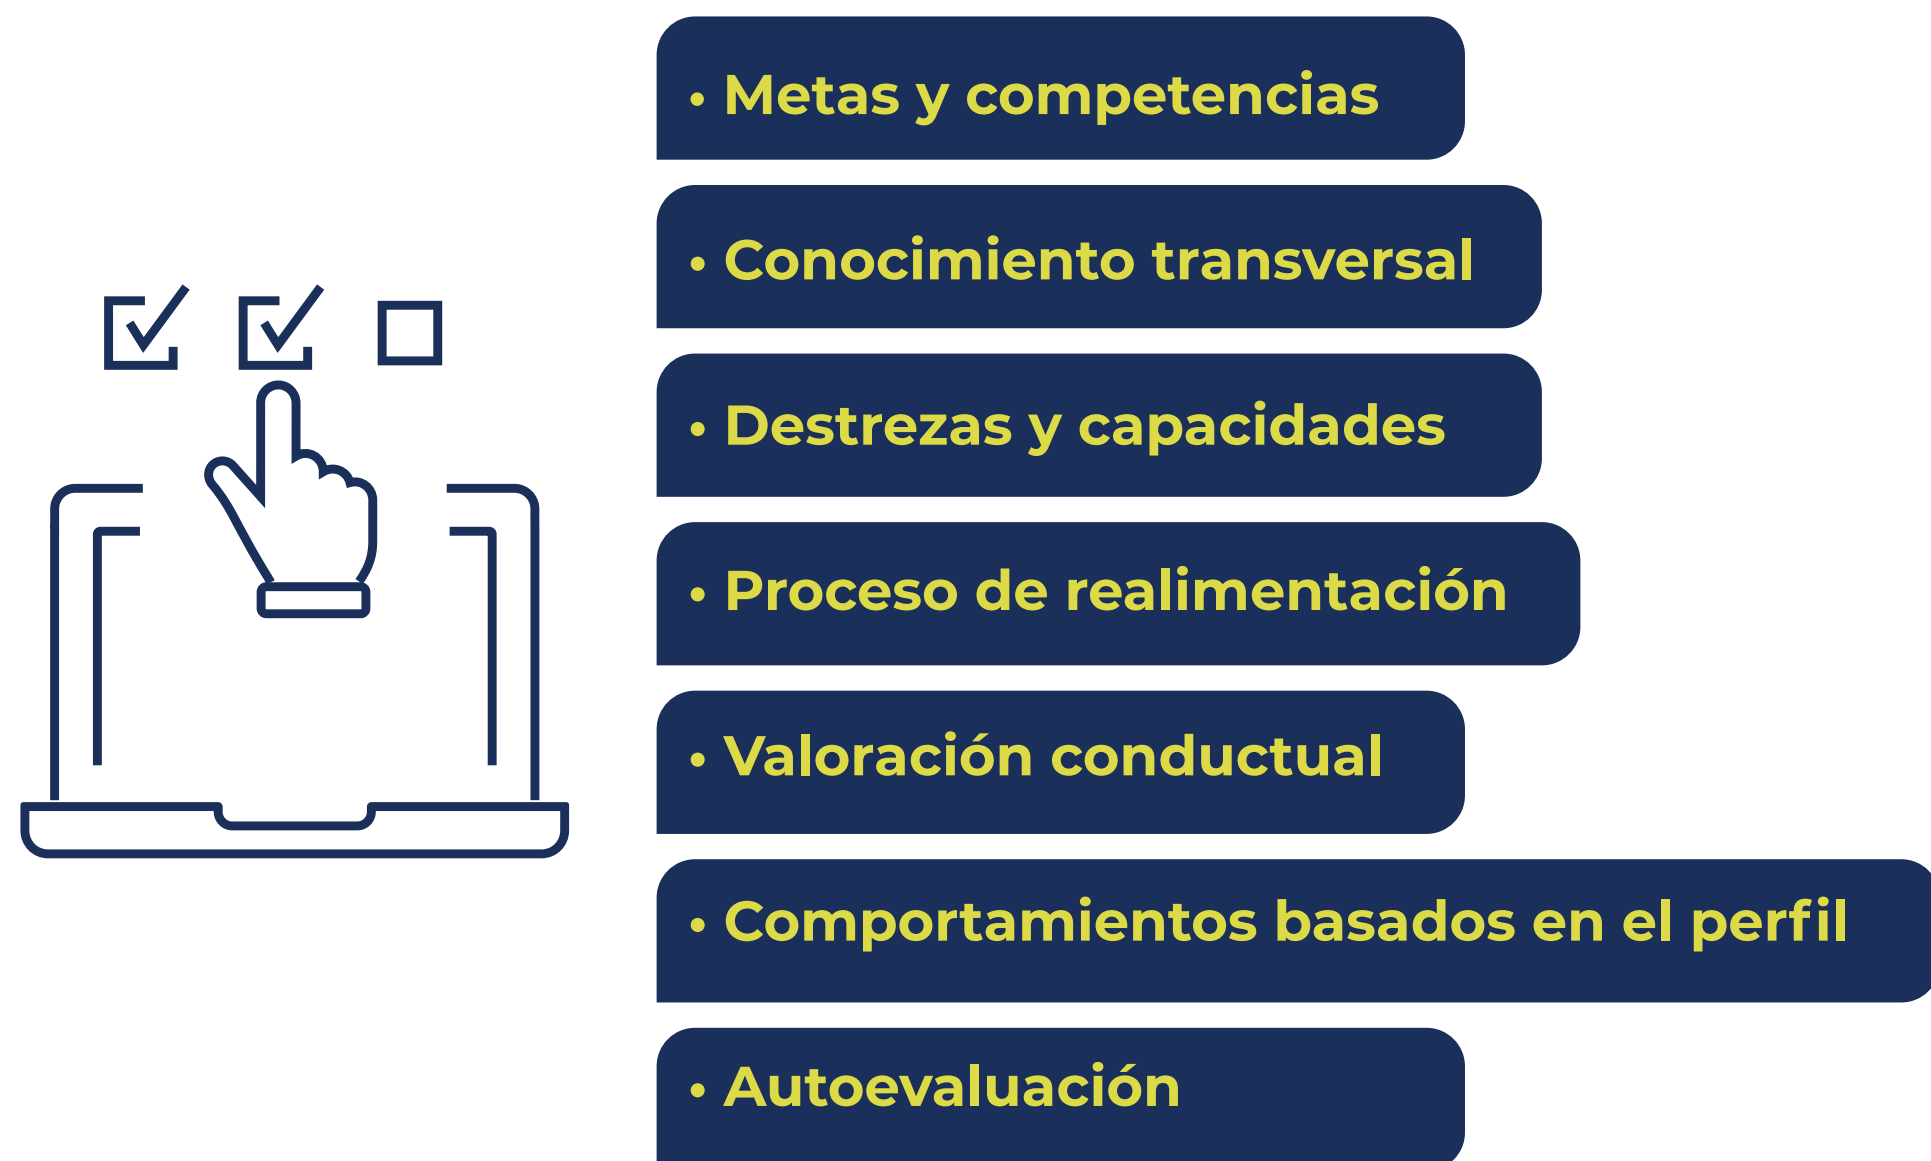 • Metas y competencias
• Conocimiento transversal
• Destrezas y capacidades
• Proceso de realimentación
• Valoración conductual
• Comportamientos basados en el perfil
• Autoevaluación